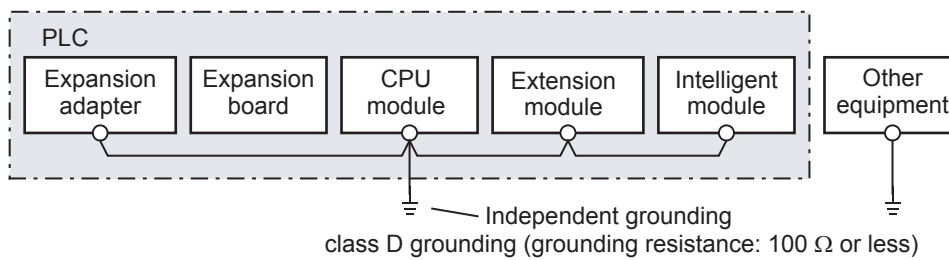 PLC
Expansion
adapter
Expansion
board
CPU
module
Extension
module
Intelligent
module
Other
equipment
Independent grounding
class D grounding (grounding resistance: 100 Ω or less)